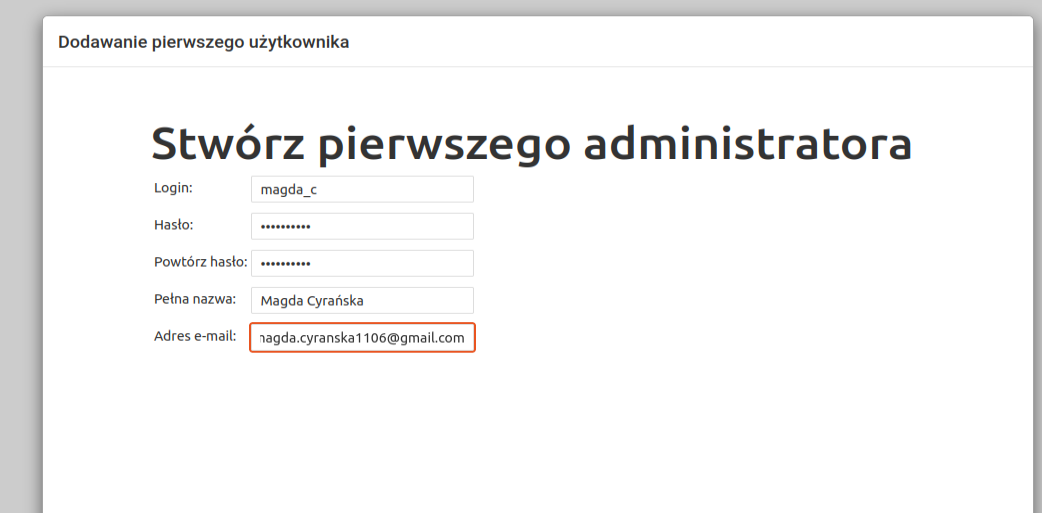 Dodawanie pierwszego użytkownika
Stwórz pierwszego administratora
Login: magda_c
Hasło: ••••••••••
Powtórz hasło: ••••••••••
Pełna nazwa: Magda Cyrańska
Adres e-mail: magda.cyranska1106@gmail.com